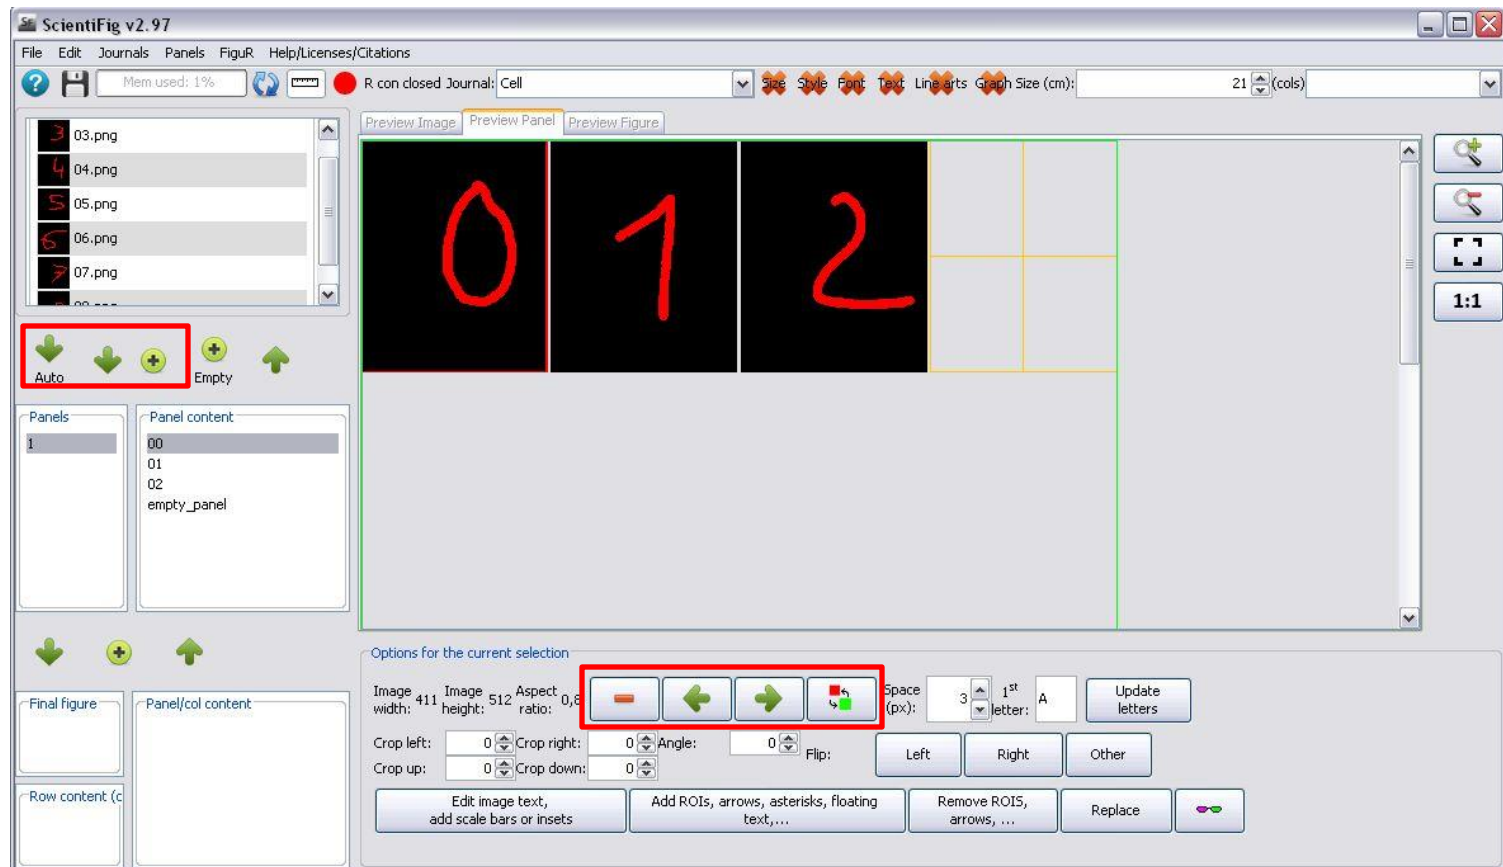 ScientiFig v2.97
File Edit Journals Panels FiguR Help/Licenses/Citations
Mem used: 1% R con closed Journal: Cell Size Style Font Text Line arts Graph Size (cm): 21 (cols)
3 03.png
4 04.png
5 05.png
6 06.png
7 07.png
Preview Image Preview Panel Preview Figure
0 1 2
1:1
Auto Empty
Panels
1
Panel content
00
01
02
empty_panel
Final figure
Panel/col content
Row content (c
Options for the current selection
Image width: 411 Image height: 512 Aspect ratio: 0,8 Space (px): 3 1st letter: A Update letters
Crop left: 0 Crop right: 0 Angle: 0 Flip: Left Right Other
Crop up: 0 Crop down: 0
Edit image text, add scale bars or insets
Add ROIs, arrows, asterisks, floating text,...
Remove ROIS, arrows, ...
Replace